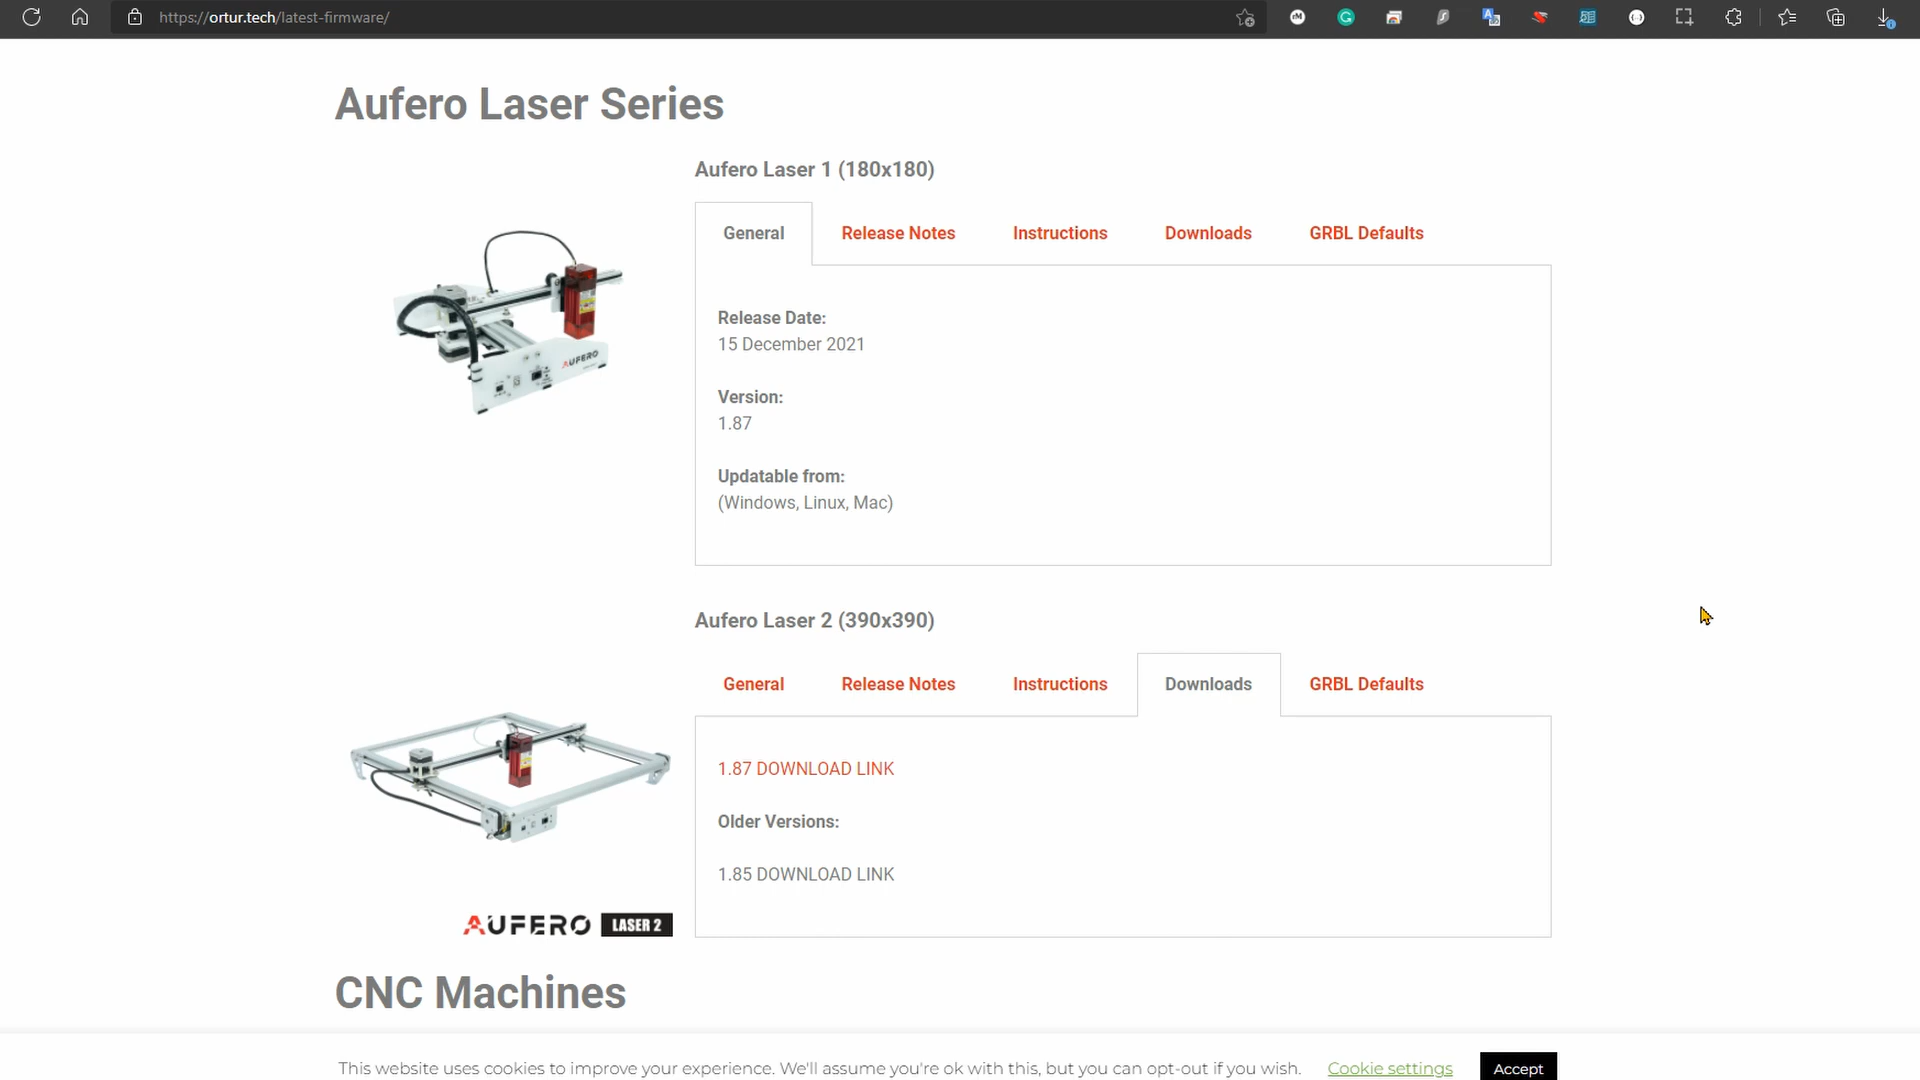 https://ortur.tech/latest-firmware/
Aufero Laser Series
Aufero Laser 1 (180x180)
General
Release Notes
Instructions
Downloads
GRBL Defaults
Release Date:
15 December 2021
Version:
1.87
Updatable from:
(Windows, Linux, Mac)
AUFERO
Aufero Laser 2 (390x390)
General
Release Notes
Instructions
Downloads
GRBL Defaults
1.87 DOWNLOAD LINK
Older Versions:
1.85 DOWNLOAD LINK
AUFERO LASER 2
CNC Machines
This website uses cookies to improve your experience. We'll assume you're ok with this, but you can opt-out if you wish.
Cookie settings
Accept